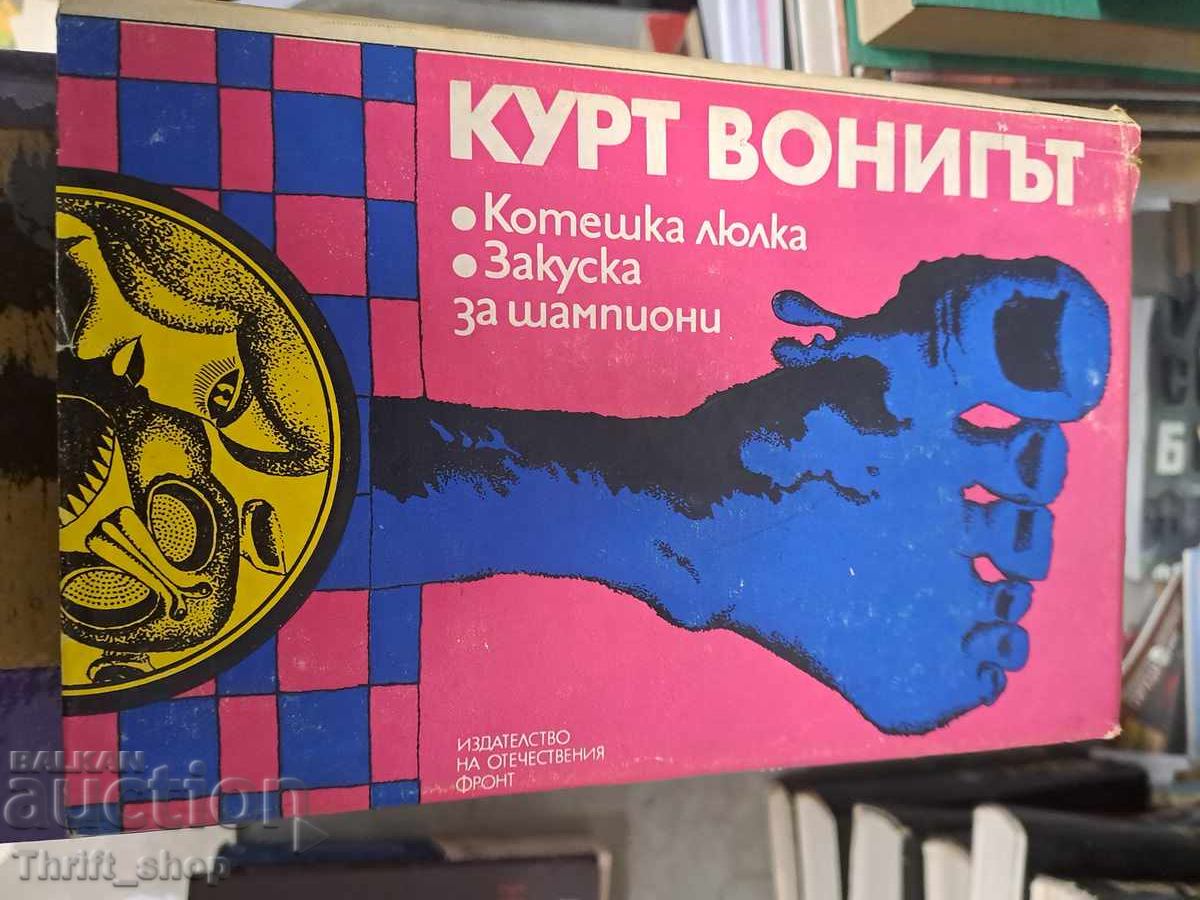 КУРТ ВОНИГЪТ
• Котешка люлка
• Закуска
за шампиони
ИЗДАТЕЛСТВО
НА ОТЕЧЕСТВЕНИЯ
ФРОНТ
BALKAN
auction
Thrift_shop
Б